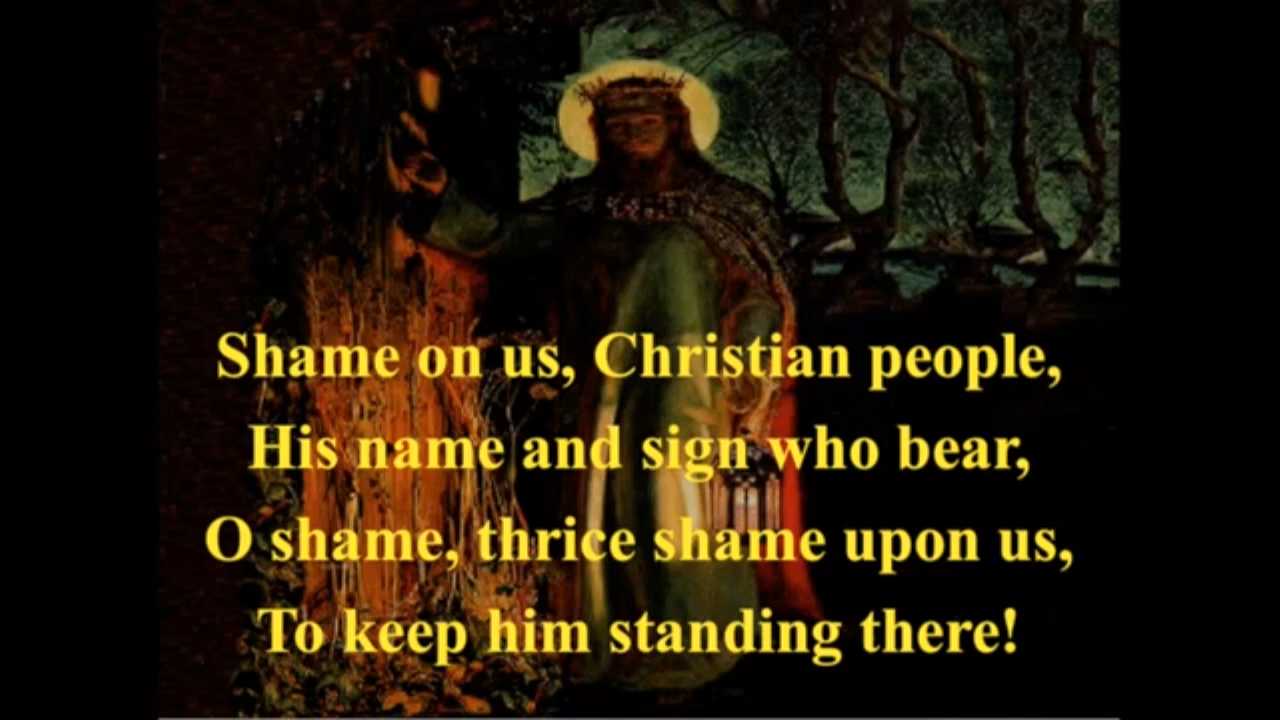 Shame on us, Christian people,
His name and sign who bear,
O shame, thrice shame upon us,
To keep him standing there!